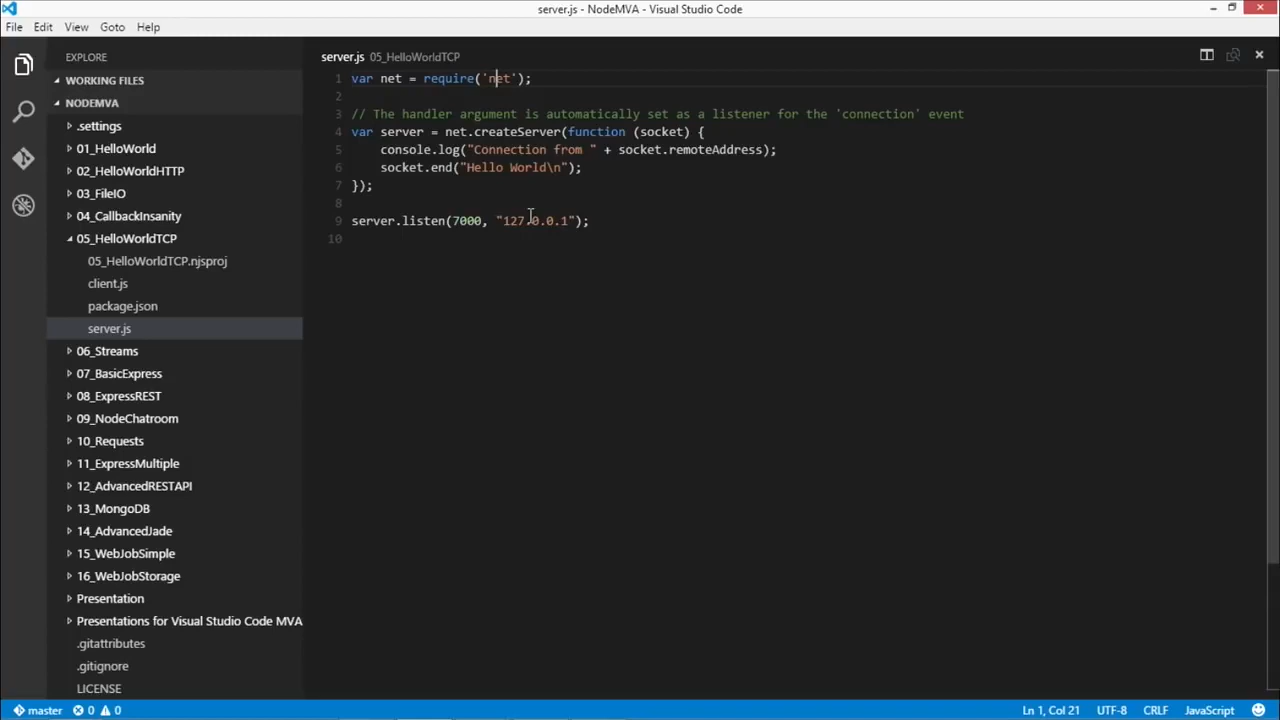 server.js - NodeMVA - Visual Studio Code
File Edit View Goto Help
EXPLORE
WORKING FILES
NODEMVA
.settings
01_HelloWorld
02_HelloWorldHTTP
03_FileIO
04_CallbackInsanity
05_HelloWorldTCP
05_HelloWorldTCP.njsproj
client.js
package.json
server.js
06_Streams
07_BasicExpress
08_ExpressREST
09_NodeChatroom
10_Requests
11_ExpressMultiple
12_AdvancedRESTAPI
13_MongoDB
14_AdvancedJade
15_WebJobSimple
16_WebJobStorage
Presentation
Presentations for Visual Studio Code MVA
.gitattributes
.gitignore
LICENSE
server.js 05_HelloWorldTCP
1 var net = require('net');
2
3 // The handler argument is automatically set as a listener for the 'connection' event
4 var server = net.createServer(function (socket) {
5 console.log("Connection from " + socket.remoteAddress);
6 socket.end("Hello World\n");
7 });
8
9 server.listen(7000, "127.0.0.1");
10
master 0 0 Ln 1, Col 21 UTF-8 CRLF JavaScript